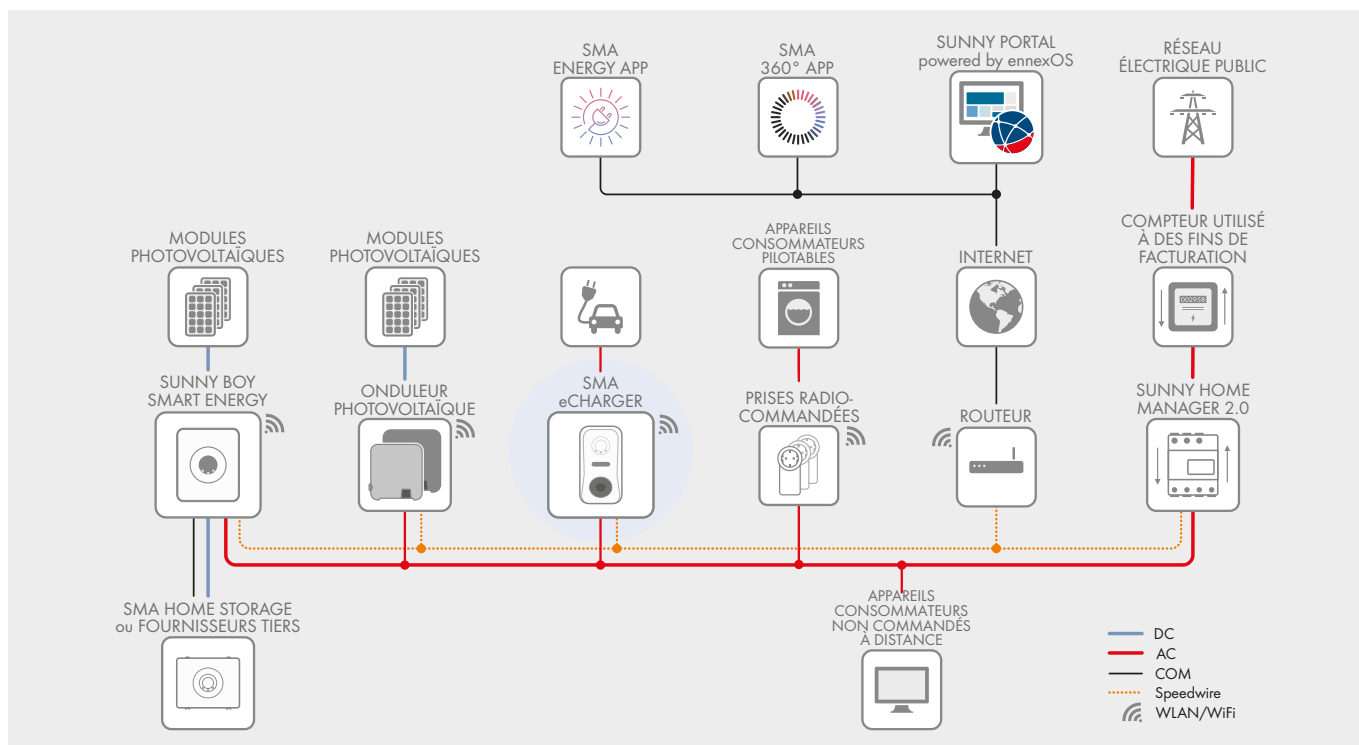 SMA
ENERGY APP
SMA
360° APP
SUNNY PORTAL
powered by ennexOS
RÉSEAU
ÉLECTRIQUE PUBLIC
MODULES
PHOTOVOLTAÏQUES
MODULES
PHOTOVOLTAÏQUES
APPAREILS
CONSOMMATEURS
PILOTABLES
INTERNET
COMPTEUR UTILISÉ
À DES FINS DE
FACTURATION
002938
SUNNY BOY
SMART ENERGY
ONDULEUR
PHOTOVOLTAÏQUE
SMA
eCHARGER
PRISES RADIO-
COMMANDÉES
ROUTEUR
SUNNY HOME
MANAGER 2.0
SMA HOME STORAGE
ou FOURNISSEURS TIERS
APPAREILS
CONSOMMATEURS
NON COMMANDÉS
À DISTANCE
DC
AC
COM
Speedwire
WLAN/WiFi